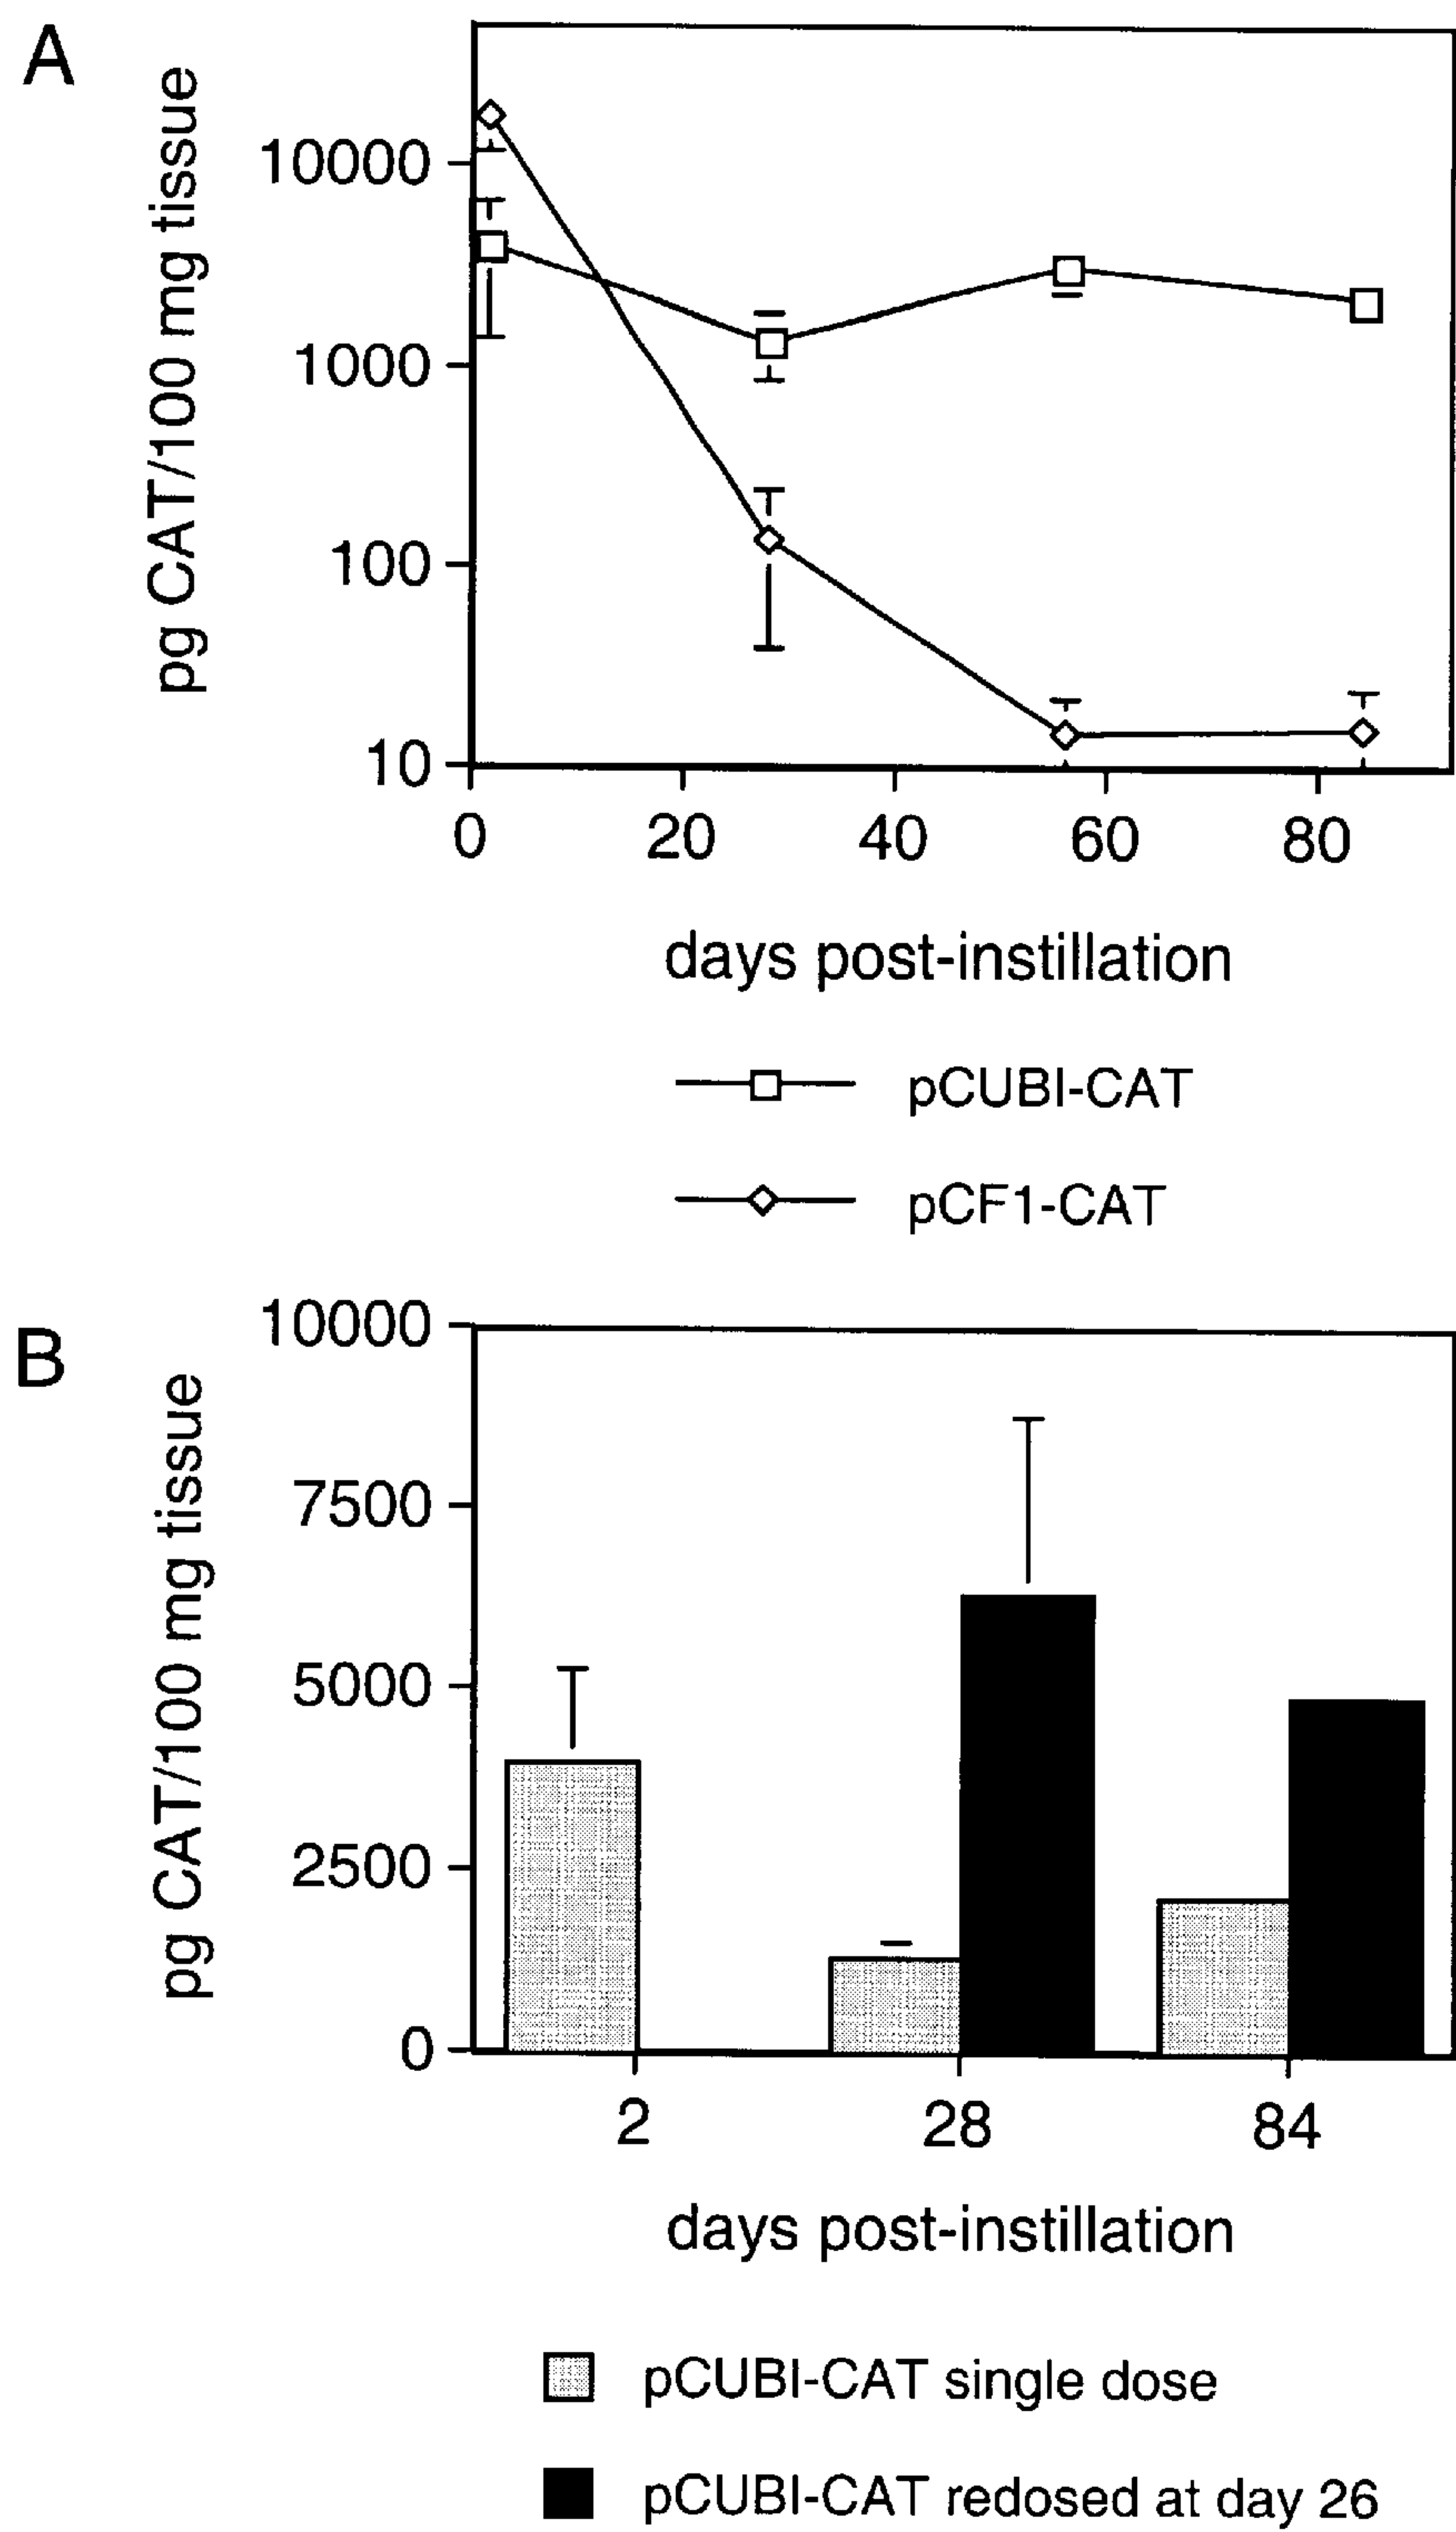 A
pg CAT/100 mg tissue
10000
1000
100
10
0 20 40 60 80
days post-instillation
pCUBI-CAT
pCF1-CAT
B
pg CAT/100 mg tissue
10000
7500
5000
2500
0
2 28 84
days post-instillation
pCUBI-CAT single dose
pCUBI-CAT redosed at day 26